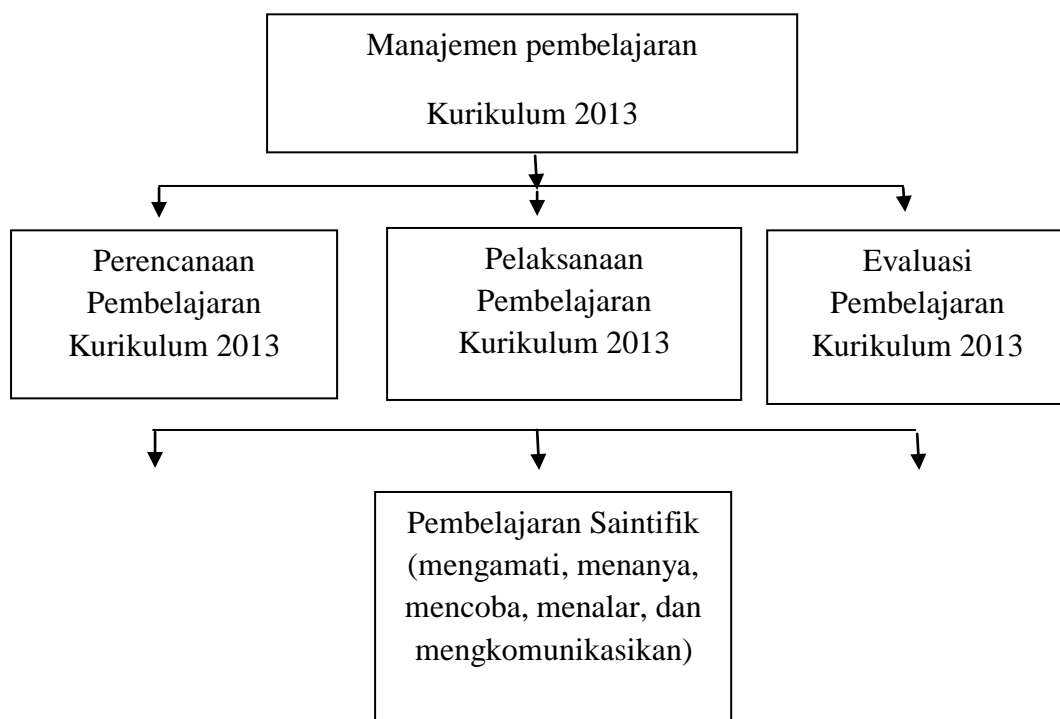 Manajemen pembelajaran
Kurikulum 2013
Perencanaan
Pembelajaran
Kurikulum 2013
Pelaksanaan
Pembelajaran
Kurikulum 2013
Evaluasi
Pembelajaran
Kurikulum 2013
Pembelajaran Saintifik
(mengamati, menanya,
mencoba, menalar, dan
mengkomunikasikan)